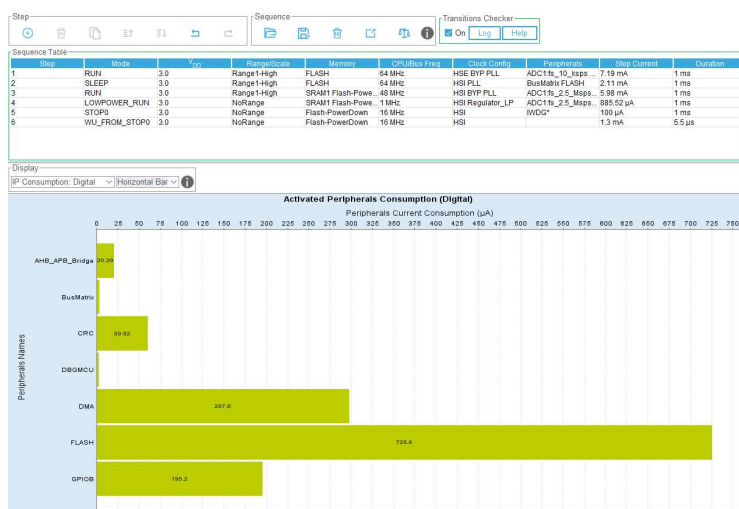 Step
Sequence
Transitions Checker
On Log Help
Sequence Table
Step Mode VDD Range/Scale Memory CPU/Bus Freq Clock Config Peripherals Step Current Duration
1 RUN 3.0 Range1-High FLASH 64 MHz HSE BYP PLL ADC1:fs_10_ksps ... 7.19 mA 1 ms
2 SLEEP 3.0 Range1-High FLASH 64 MHz HSI PLL BusMatrix FLASH 2.11 mA 1 ms
3 RUN 3.0 Range1-High SRAM1 Flash-Powe... 48 MHz HSI BYP PLL ADC1:fs_2.5_Msps... 5.98 mA 1 ms
4 LOWPOWER_RUN 3.0 NoRange SRAM1 Flash-Powe... 1 MHz HSI Regulator_LP ADC1:fs_2.5_Msps... 885.52 µA 1 ms
5 STOP0 3.0 NoRange Flash-PowerDown 16 MHz HSI IWDG* 100 µA 1 ms
6 WU_FROM_STOP0 3.0 NoRange Flash-PowerDown 16 MHz HSI 1.3 mA 5.5 µs
Display
IP Consumption: Digital Horizontal Bar
Activated Peripherals Consumption (Digital)
Peripherals Current Consumption (µA)
0 25 50 75 100 125 150 175 200 225 250 275 300 325 350 375 400 425 450 475 500 525 550 575 600 625 650 675 700 725 750
Peripherals Names
AHB_APB_Bridge 20.29
BusMatrix
CRC 59.92
DBGMCU
DMA 297.6
FLASH 725.6
GPIOB 195.2